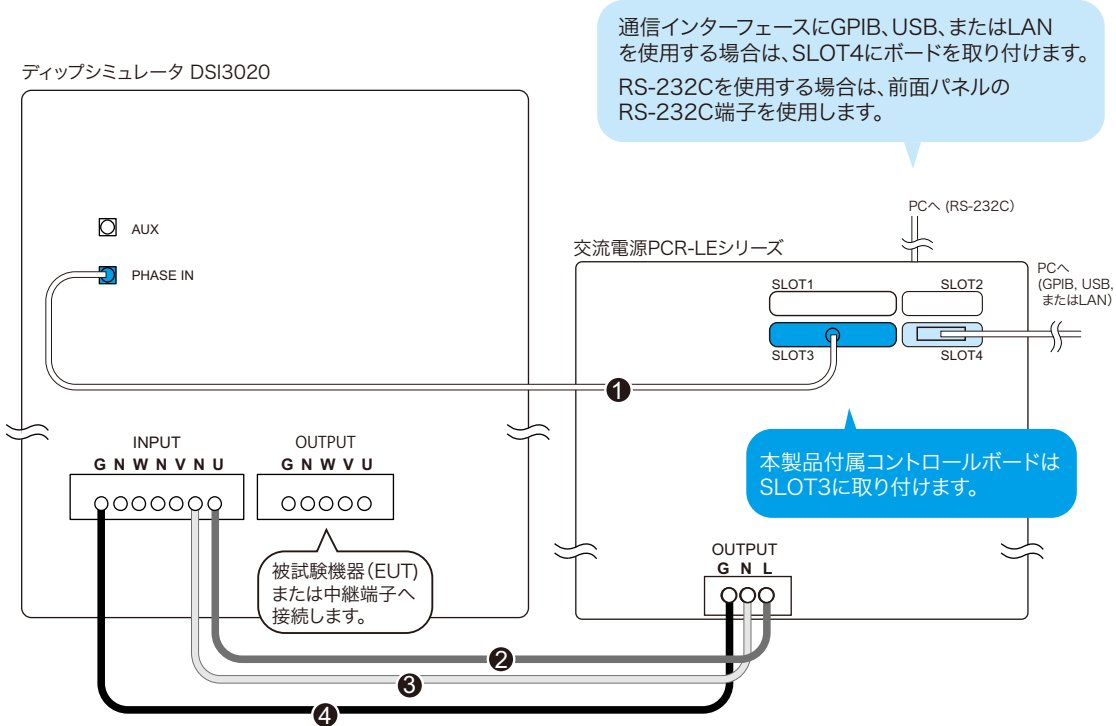 通信インターフェースにGPIB、USB、またはLAN
を使用する場合は、SLOT4にボードを取り付けます。
RS-232Cを使用する場合は、前面パネルの
RS-232C端子を使用します。
ディップシミュレータ DSI3020
AUX
PHASE IN
PCへ (RS-232C)
交流電源PCR-LEシリーズ
PCへ
(GPIB, USB,
またはLAN)
SLOT1
SLOT2
SLOT3
SLOT4
1
本製品付属コントロールボードは
SLOT3に取り付けます。
INPUT
G N W N V N U
OUTPUT
G N W V U
被試験機器(EUT)
または中継端子へ
接続します。
OUTPUT
G N L
2
3
4